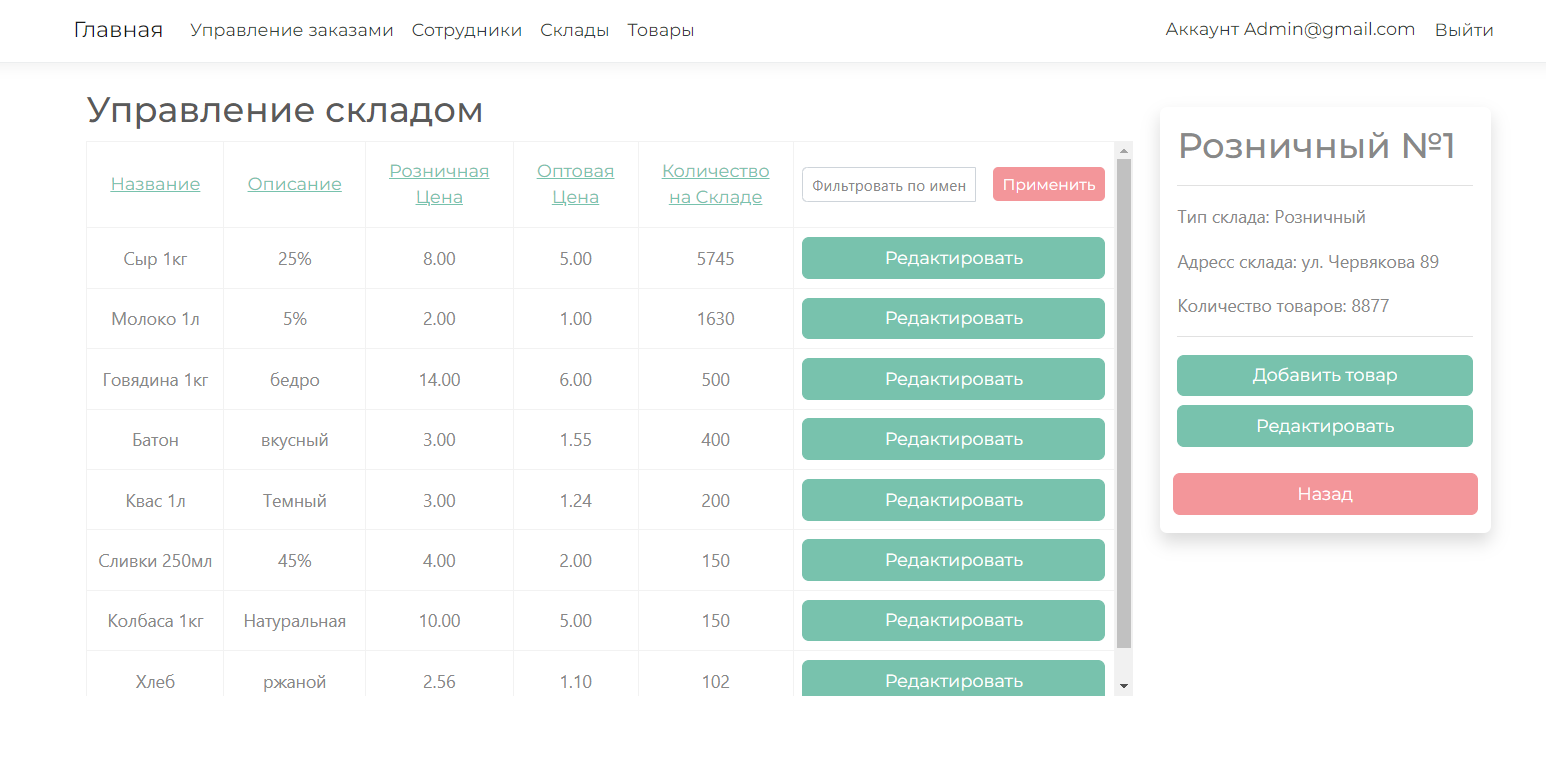 Главная Управление заказами Сотрудники Склады Товары Аккаунт Admin@gmail.com Выйти
Управление складом
Название Описание Розничная Цена Оптовая Цена Количество на Складе Фильтровать по имен Применить
Сыр 1кг 25% 8.00 5.00 5745 Редактировать
Молоко 1л 5% 2.00 1.00 1630 Редактировать
Говядина 1кг бедро 14.00 6.00 500 Редактировать
Батон вкусный 3.00 1.55 400 Редактировать
Квас 1л Темный 3.00 1.24 200 Редактировать
Сливки 250мл 45% 4.00 2.00 150 Редактировать
Колбаса 1кг Натуральная 10.00 5.00 150 Редактировать
Хлеб ржаной 2.56 1.10 102 Редактировать
Розничный №1
Тип склада: Розничный
Адресс склада: ул. Червякова 89
Количество товаров: 8877
Добавить товар
Редактировать
Назад